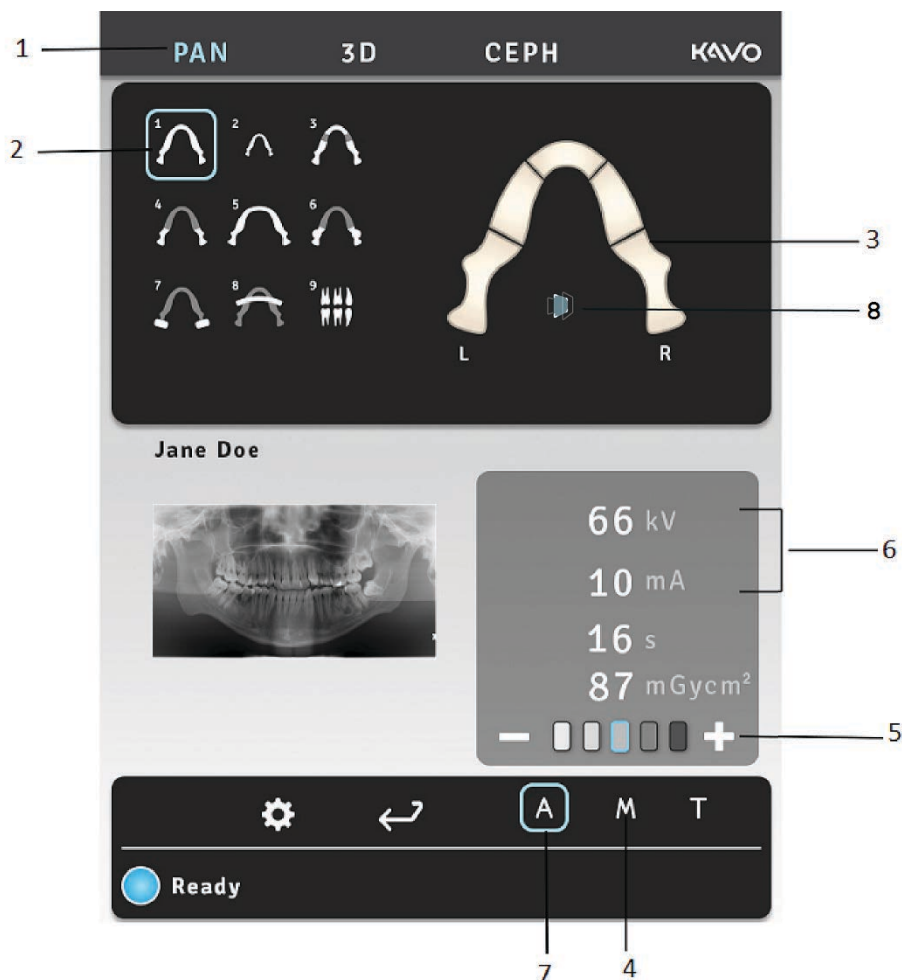 1 PAN 3D CEPH KAVO
1 2 3
2
4 5 6
3
7 8 9
8
L R
Jane Doe
66 kV
6
10 mA
16 s
87 mGycm²
− + 5
A M T
Ready
7 4